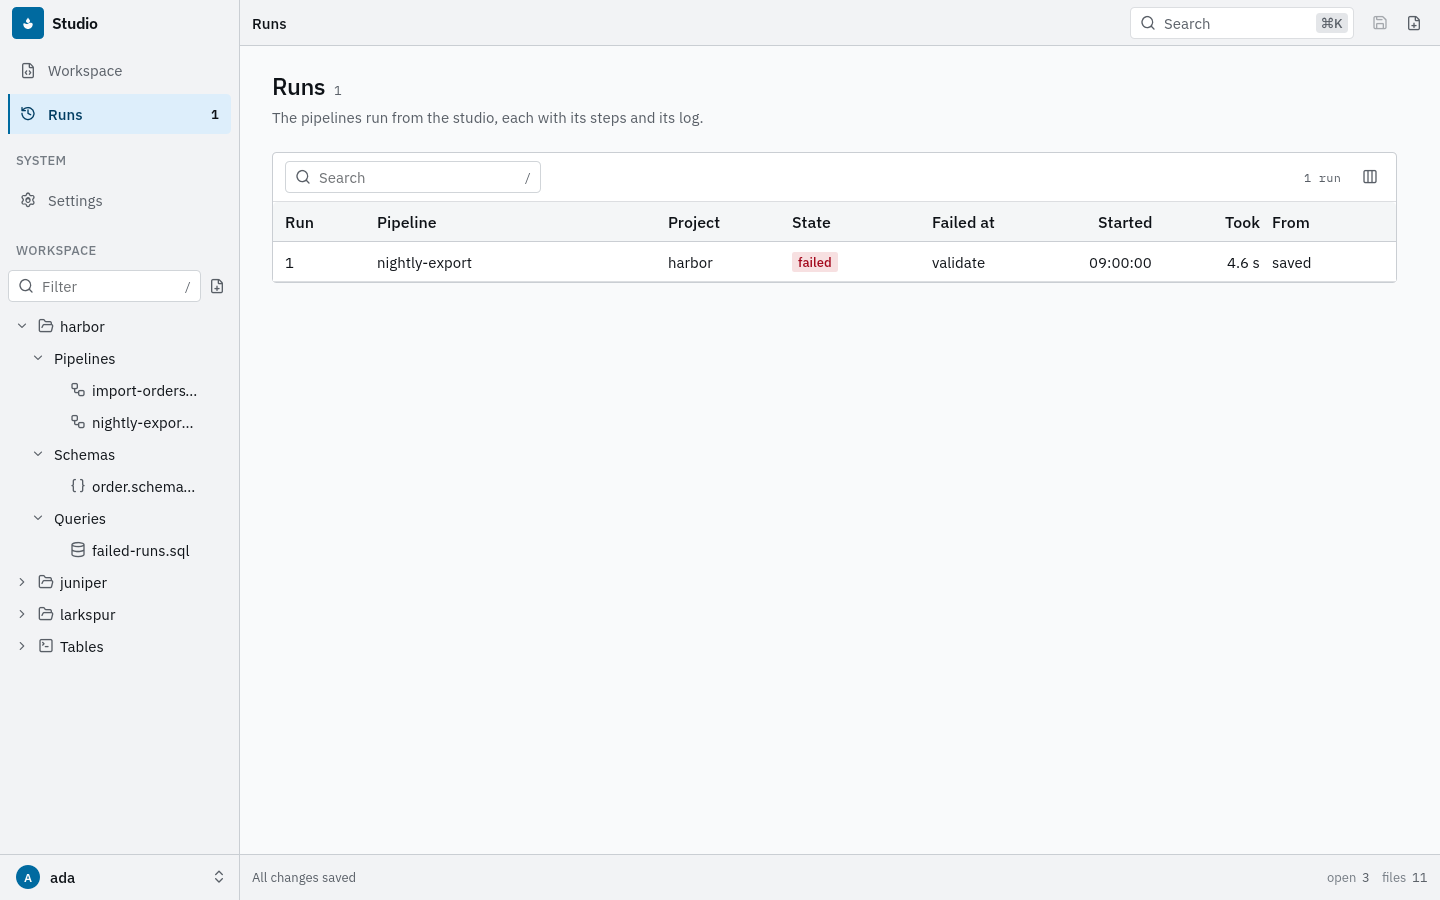 Studio
Workspace
Runs 1
SYSTEM
Settings
WORKSPACE
Filter /
harbor
Pipelines
import-orders...
nightly-expor...
Schemas
order.schema...
Queries
failed-runs.sql
juniper
larkspur
Tables
A ada
Runs
Search ⌘K
Runs 1
The pipelines run from the studio, each with its steps and its log.
Search /
1 run
Run Pipeline Project State Failed at Started Took From
1 nightly-export harbor failed validate 09:00:00 4.6 s saved
All changes saved
open 3 files 11